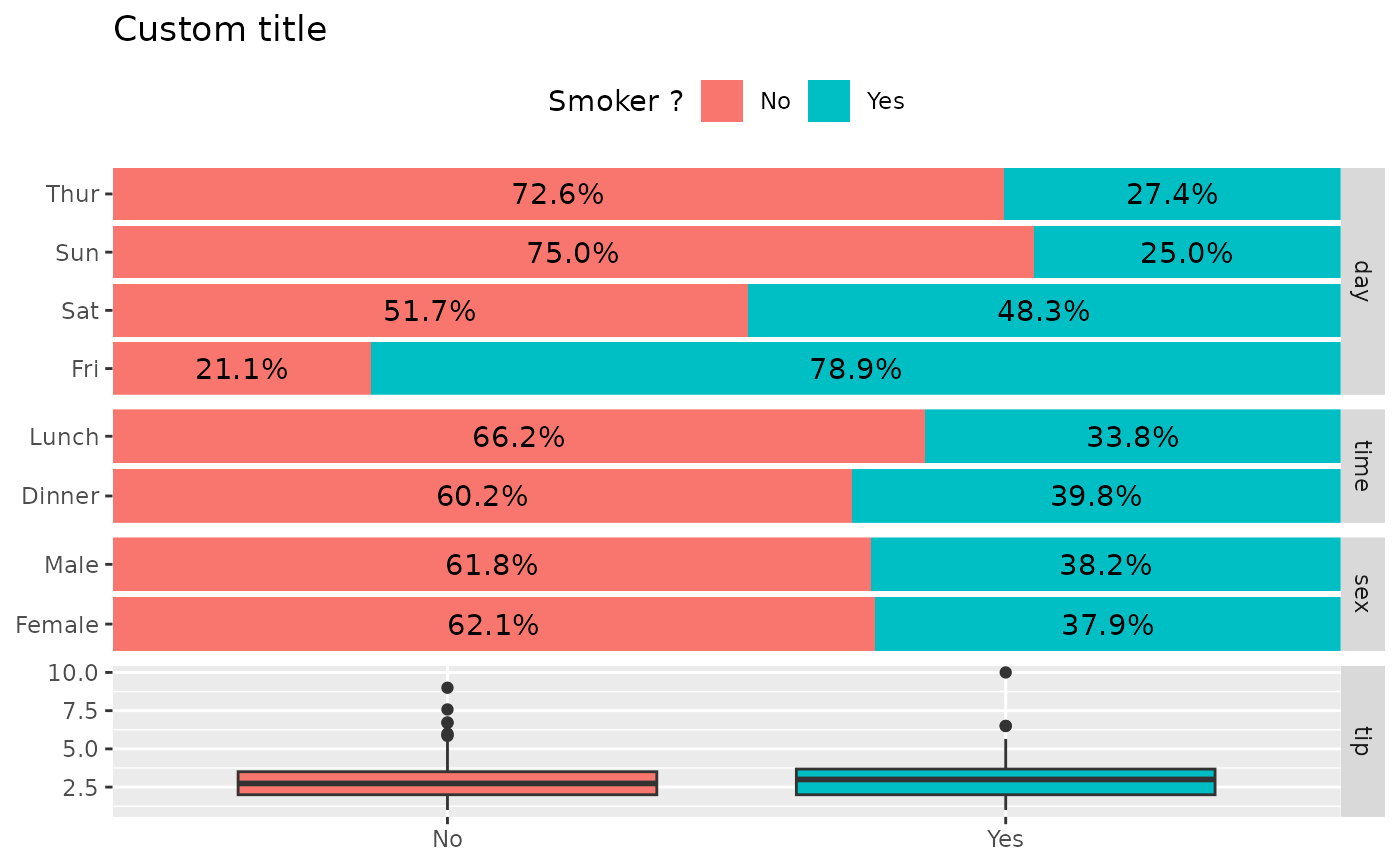 Custom title
Smoker ? No Yes
Thur 72.6% 27.4%
Sun 75.0% 25.0%
Sat 51.7% 48.3%
Fri 21.1% 78.9%
day
Lunch 66.2% 33.8%
Dinner 60.2% 39.8%
time
Male 61.8% 38.2%
Female 62.1% 37.9%
sex
10.0
7.5
5.0
2.5
tip
No Yes